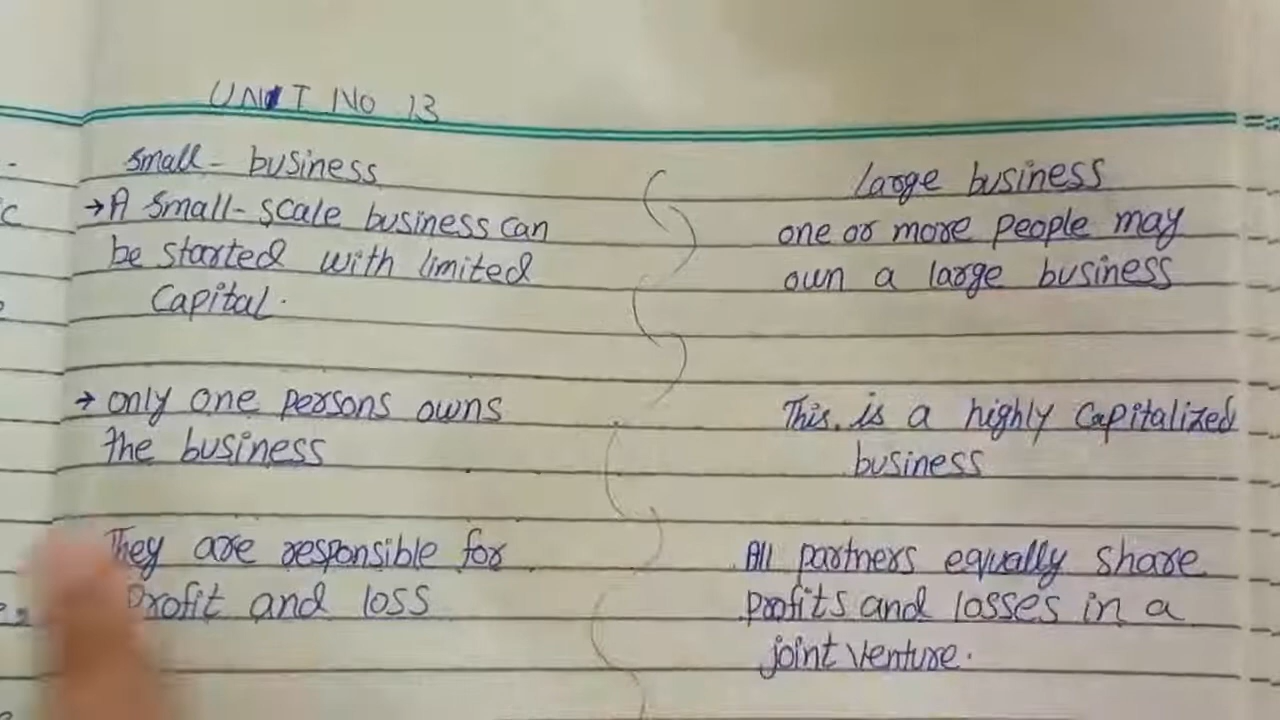 UNIT No 13
small - business
→ A small-scale business can
be started with limited
Capital.
→ only one persons owns
the business
They are responsible for
Profit and loss
large business
one or more people may
own a large business
This is a highly capitalized
business
All partners equally share
profits and losses in a
joint venture.